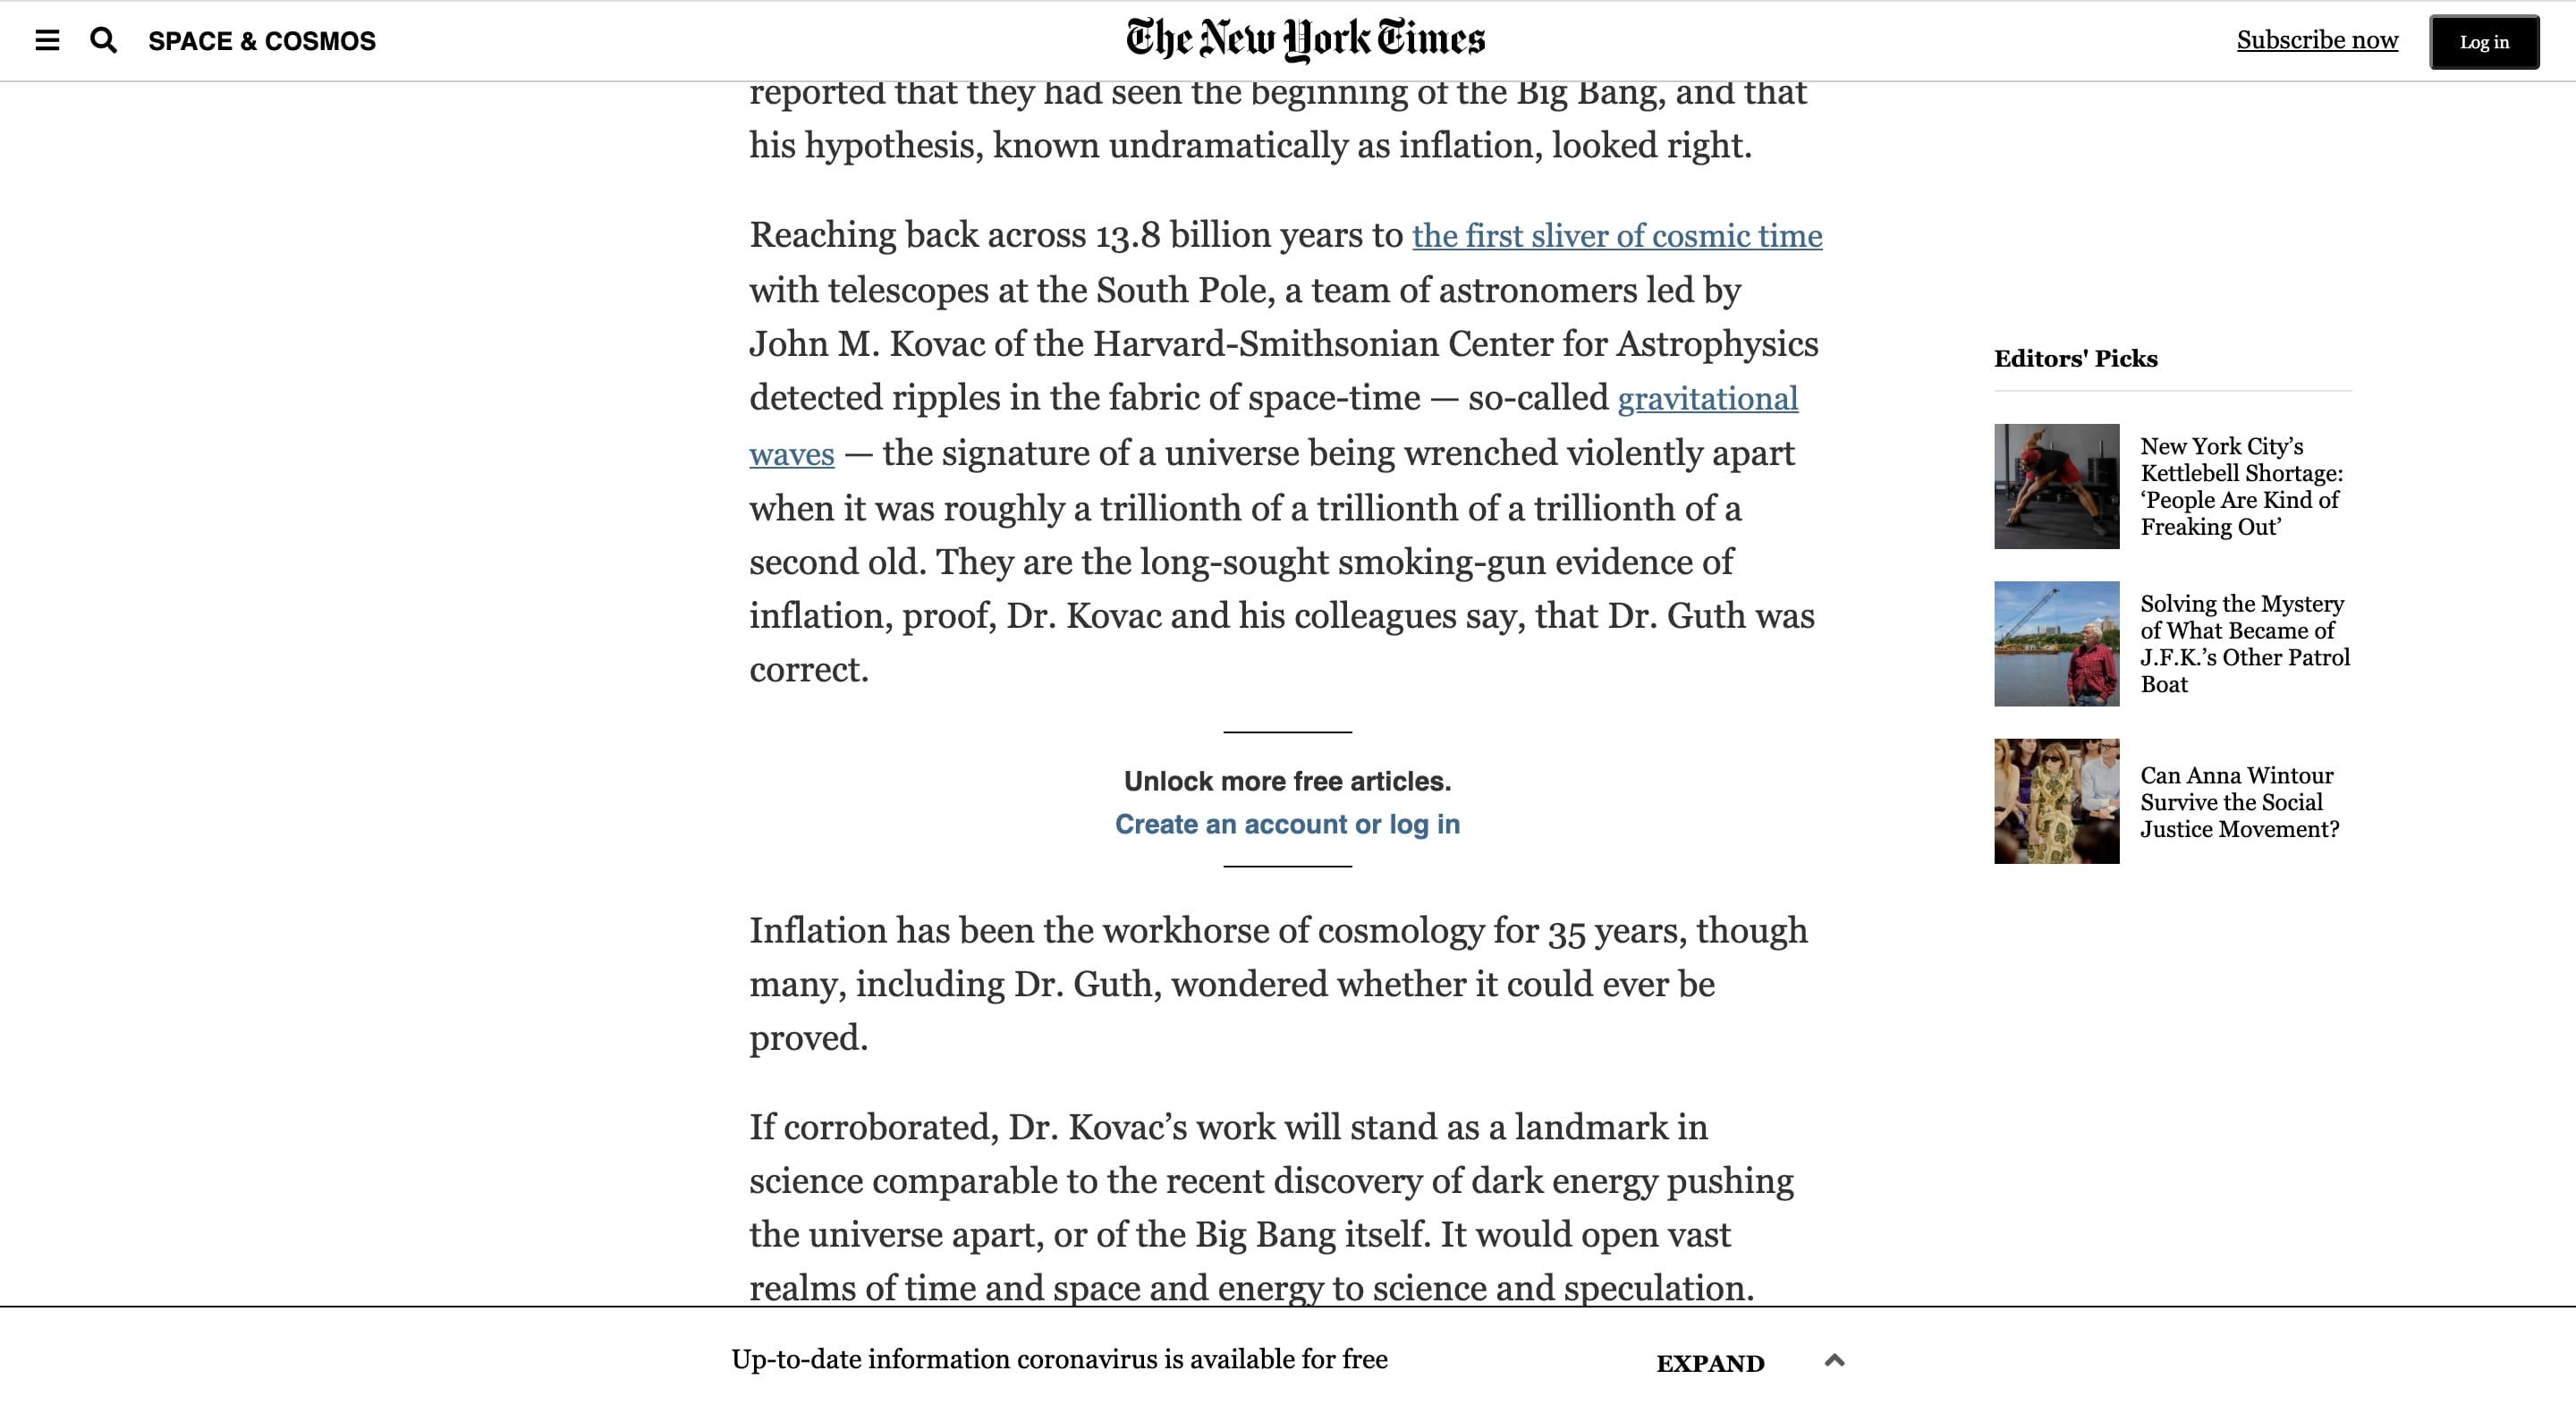 SPACE & COSMOS
The New York Times
Subscribe now
Log in
reported that they had seen the beginning of the Big Bang, and that
his hypothesis, known undramatically as inflation, looked right.
Reaching back across 13.8 billion years to the first sliver of cosmic time
with telescopes at the South Pole, a team of astronomers led by
John M. Kovac of the Harvard-Smithsonian Center for Astrophysics
detected ripples in the fabric of space-time — so-called gravitational
waves — the signature of a universe being wrenched violently apart
when it was roughly a trillionth of a trillionth of a trillionth of a
second old. They are the long-sought smoking-gun evidence of
inflation, proof, Dr. Kovac and his colleagues say, that Dr. Guth was
correct.
Unlock more free articles.
Create an account or log in
Inflation has been the workhorse of cosmology for 35 years, though
many, including Dr. Guth, wondered whether it could ever be
proved.
If corroborated, Dr. Kovac’s work will stand as a landmark in
science comparable to the recent discovery of dark energy pushing
the universe apart, or of the Big Bang itself. It would open vast
realms of time and space and energy to science and speculation.
Editors' Picks
New York City’s
Kettlebell Shortage:
‘People Are Kind of
Freaking Out’
Solving the Mystery
of What Became of
J.F.K.’s Other Patrol
Boat
Can Anna Wintour
Survive the Social
Justice Movement?
Up-to-date information coronavirus is available for free
EXPAND